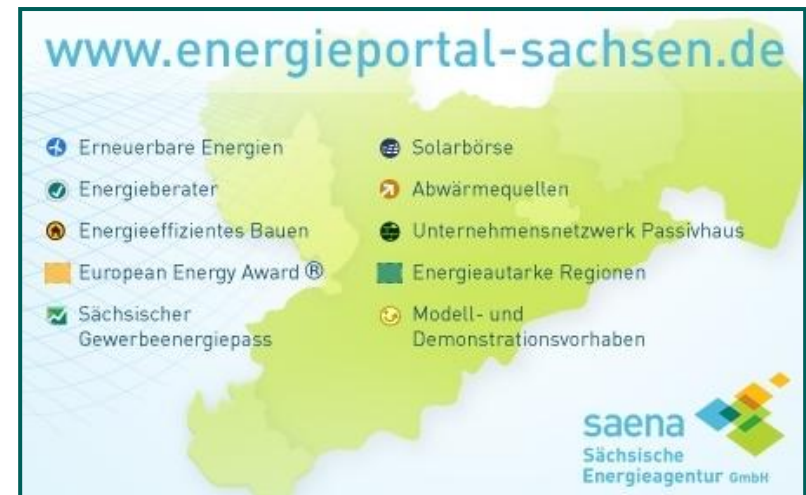 www.energieportal-sachsen.de
Erneuerbare Energien
Energieberater
Energieeffizientes Bauen
European Energy Award ®
Sächsischer
Gewerbeenergiepass
Solarbörse
Abwärmequellen
Unternehmensnetzwerk Passivhaus
Energieautarke Regionen
Modell- und
Demonstrationsvorhaben
saena
Sächsische
Energieagentur GmbH